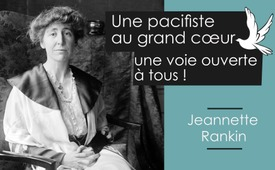 Une pacifiste
au grand cœur
une voie ouverte
à tous !
Jeannette
Rankin